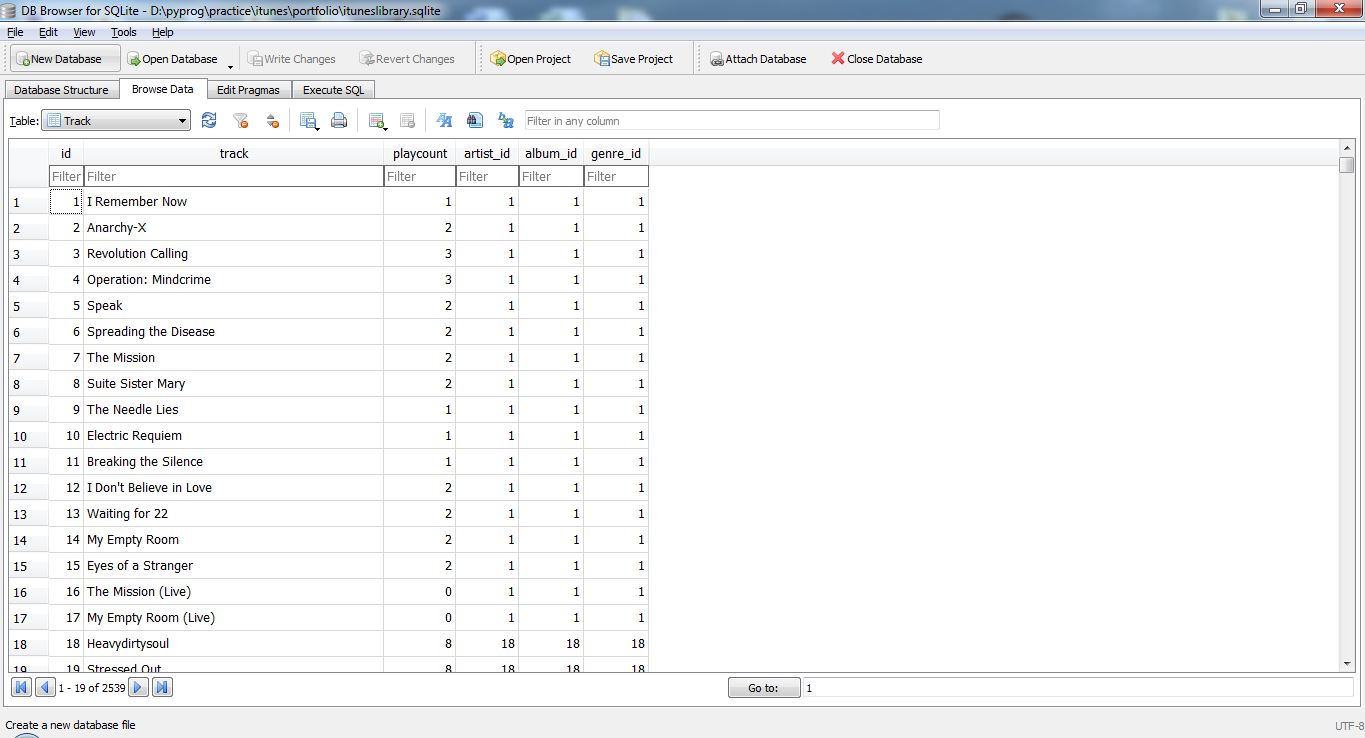 DB Browser for SQLite - D:\pyprog\practice\itunes\portfolio\ituneslibrary.sqlite
File Edit View Tools Help
New Database Open Database Write Changes Revert Changes Open Project Save Project Attach Database Close Database
Database Structure Browse Data Edit Pragmas Execute SQL
Table: Track Filter in any column
id track playcount artist_id album_id genre_id
Filter Filter Filter Filter Filter Filter
1 1 I Remember Now 1 1 1 1
2 2 Anarchy-X 2 1 1 1
3 3 Revolution Calling 3 1 1 1
4 4 Operation: Mindcrime 3 1 1 1
5 5 Speak 2 1 1 1
6 6 Spreading the Disease 2 1 1 1
7 7 The Mission 2 1 1 1
8 8 Suite Sister Mary 2 1 1 1
9 9 The Needle Lies 1 1 1 1
10 10 Electric Requiem 1 1 1 1
11 11 Breaking the Silence 1 1 1 1
12 12 I Don't Believe in Love 2 1 1 1
13 13 Waiting for 22 2 1 1 1
14 14 My Empty Room 2 1 1 1
15 15 Eyes of a Stranger 2 1 1 1
16 16 The Mission (Live) 0 1 1 1
17 17 My Empty Room (Live) 0 1 1 1
18 18 Heavydirtysoul 8 18 18 18
19 19 Stressed Out 8 18 18 18
1 - 19 of 2539 Go to: 1
Create a new database file UTF-8